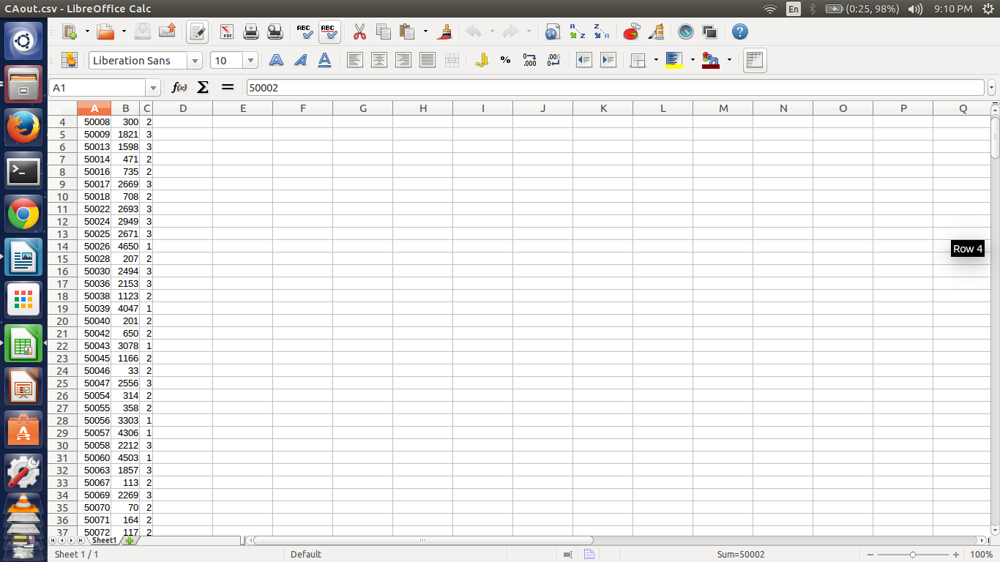 CAout.csv - LibreOffice Calc En (0:25, 98%) 9:10 PM
PDF ABC ABC A Z Z A ?
Liberation Sans 10 A A A % .000 .000
A1 f(x) Σ = 50002
A B C D E F G H I J K L M N O P Q
4 50008 300 2
5 50009 1821 3
6 50013 1598 3
7 50014 471 2
8 50016 735 2
9 50017 2669 3
10 50018 708 2
11 50022 2693 3
12 50024 2949 3
13 50025 2671 3
14 50026 4650 1
Row 4
15 50028 207 2
16 50030 2494 3
17 50036 2153 3
18 50038 1123 2
19 50039 4047 1
20 50040 201 2
21 50042 650 2
22 50043 3078 1
23 50045 1166 2
24 50046 33 2
25 50047 2556 3
26 50054 314 2
27 50055 358 2
28 50056 3303 1
29 50057 4306 1
30 50058 2212 3
31 50060 4503 1
32 50063 1857 3
33 50067 113 2
34 50069 2269 3
35 50070 70 2
36 50071 164 2
37 50072 117 2
Sheet1
Sheet 1 / 1 Default Sum=50002 100%